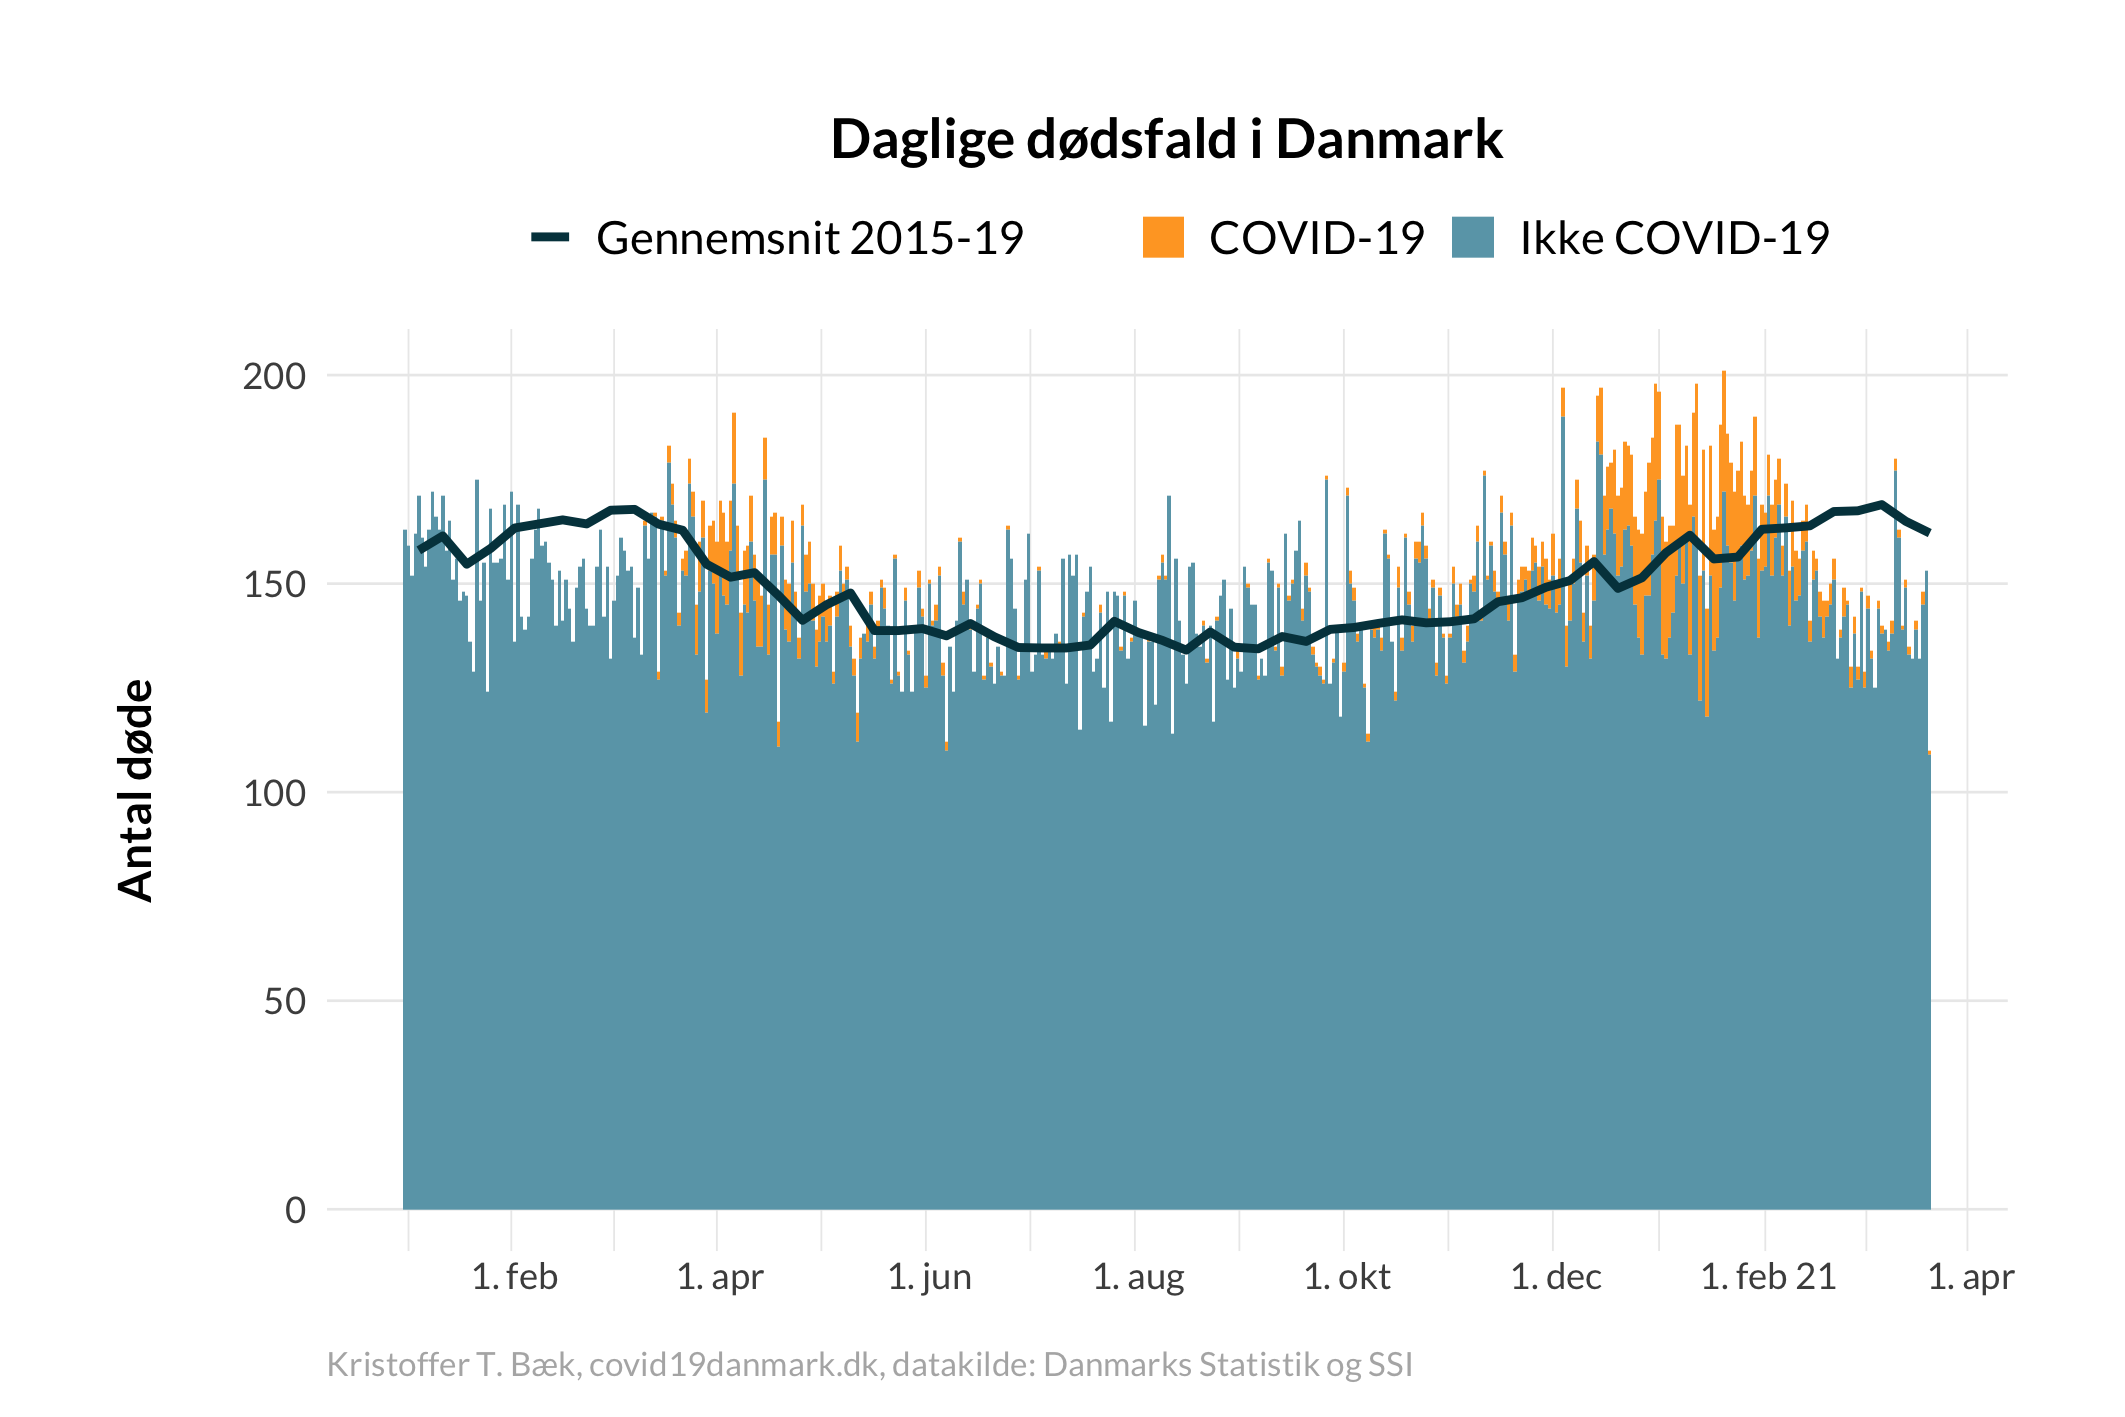 Daglige dødsfald i Danmark
Gennemsnit 2015-19 COVID-19 Ikke COVID-19
Antal døde
200
150
100
50
0
1. feb 1. apr 1. jun 1. aug 1. okt 1. dec 1. feb 21 1. apr
Kristoffer T. Bæk, covid19danmark.dk, datakilde: Danmarks Statistik og SSI